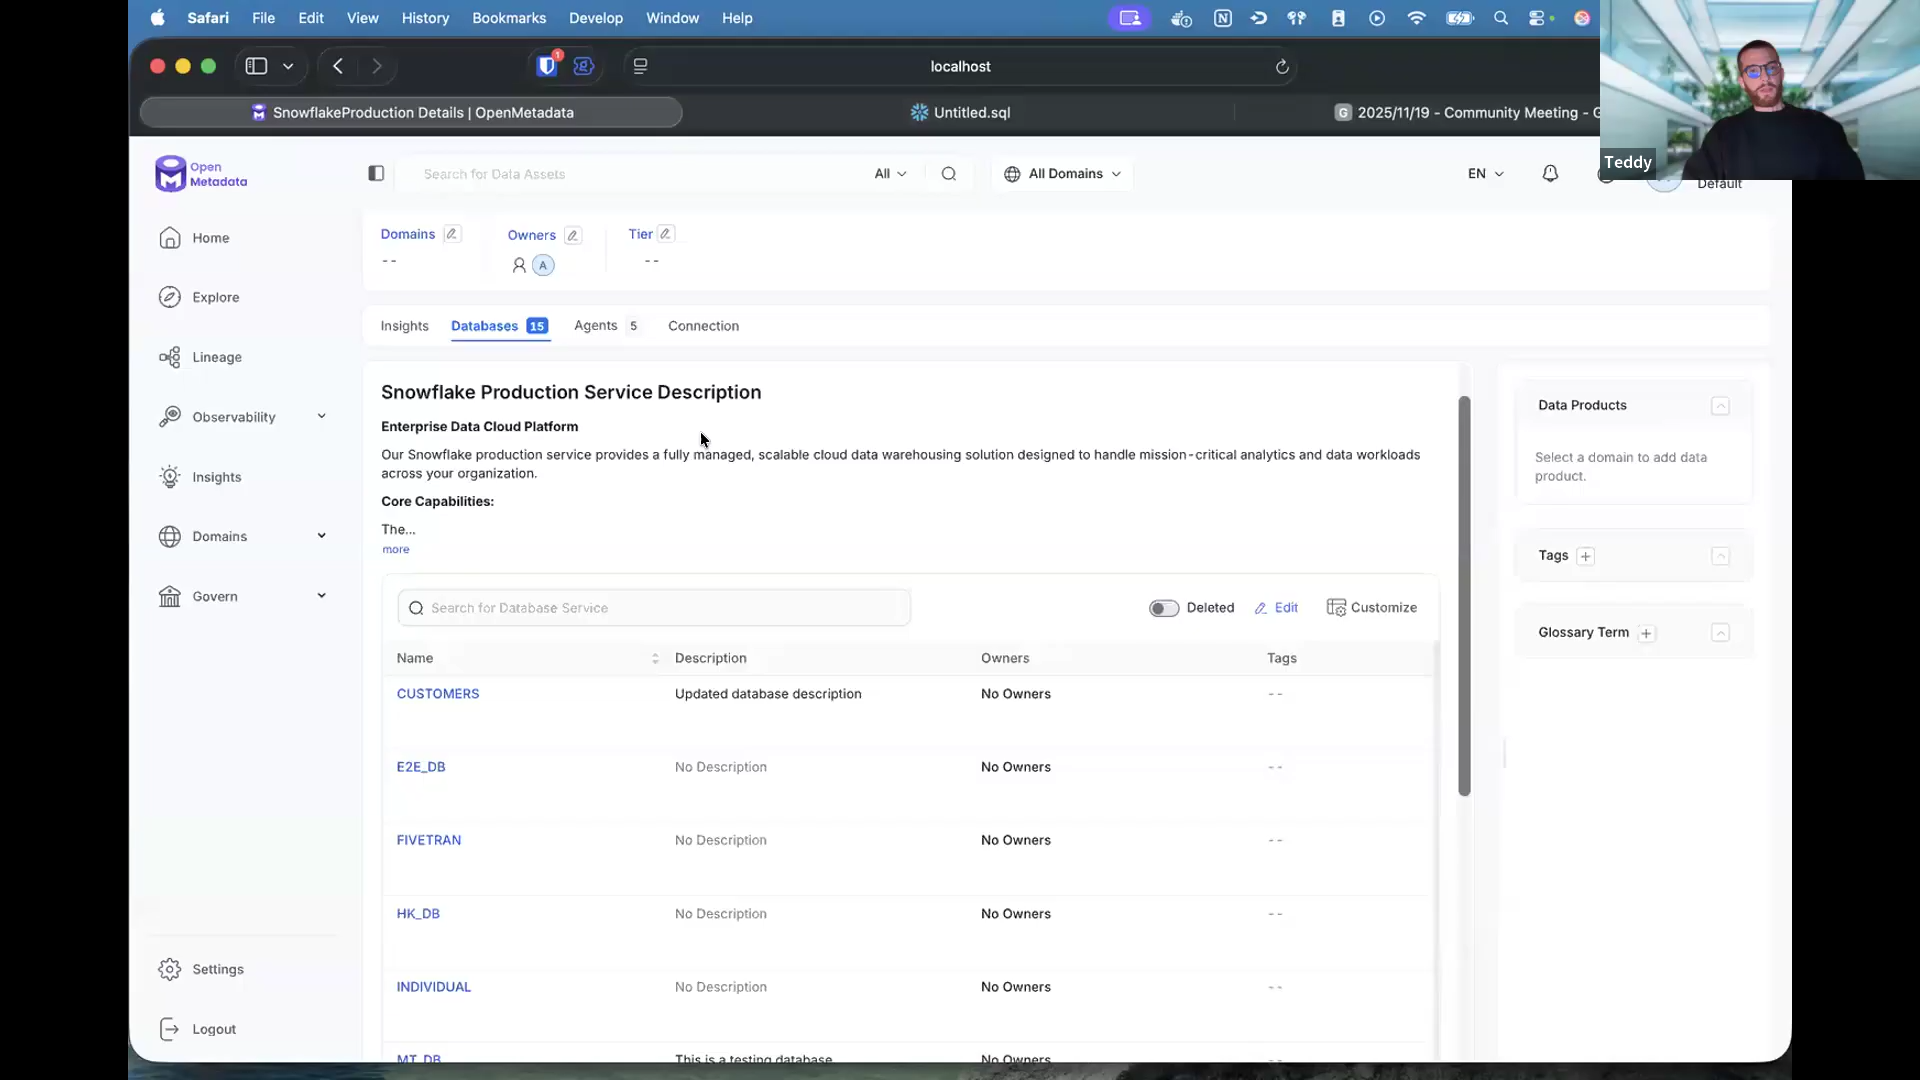 Safari File Edit View History Bookmarks Develop Window Help
1
localhost
SnowflakeProduction Details | OpenMetadata
Untitled.sql
2025/11/19 - Community Meeting - G
Teddy
Open Metadata
Search for Data Assets
All
All Domains
EN
Default
Home
Explore
Lineage
Observability
Insights
Domains
Govern
Settings
Logout
Domains
--
Owners
A
Tier
--
Insights
Databases 15
Agents 5
Connection
Snowflake Production Service Description
Enterprise Data Cloud Platform
Our Snowflake production service provides a fully managed, scalable cloud data warehousing solution designed to handle mission-critical analytics and data workloads
across your organization.
Core Capabilities:
The...
more
Search for Database Service
Deleted
Edit
Customize
Name Description Owners Tags
CUSTOMERS Updated database description No Owners --
E2E_DB No Description No Owners --
FIVETRAN No Description No Owners --
HK_DB No Description No Owners --
INDIVIDUAL No Description No Owners --
MT_DB This is a testing database No Owners --
Data Products
Select a domain to add data
product.
Tags
Glossary Term